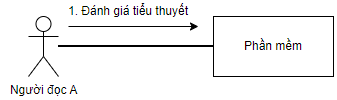 1. Đánh giá tiểu thuyết
Phần mềm
Người đọc A